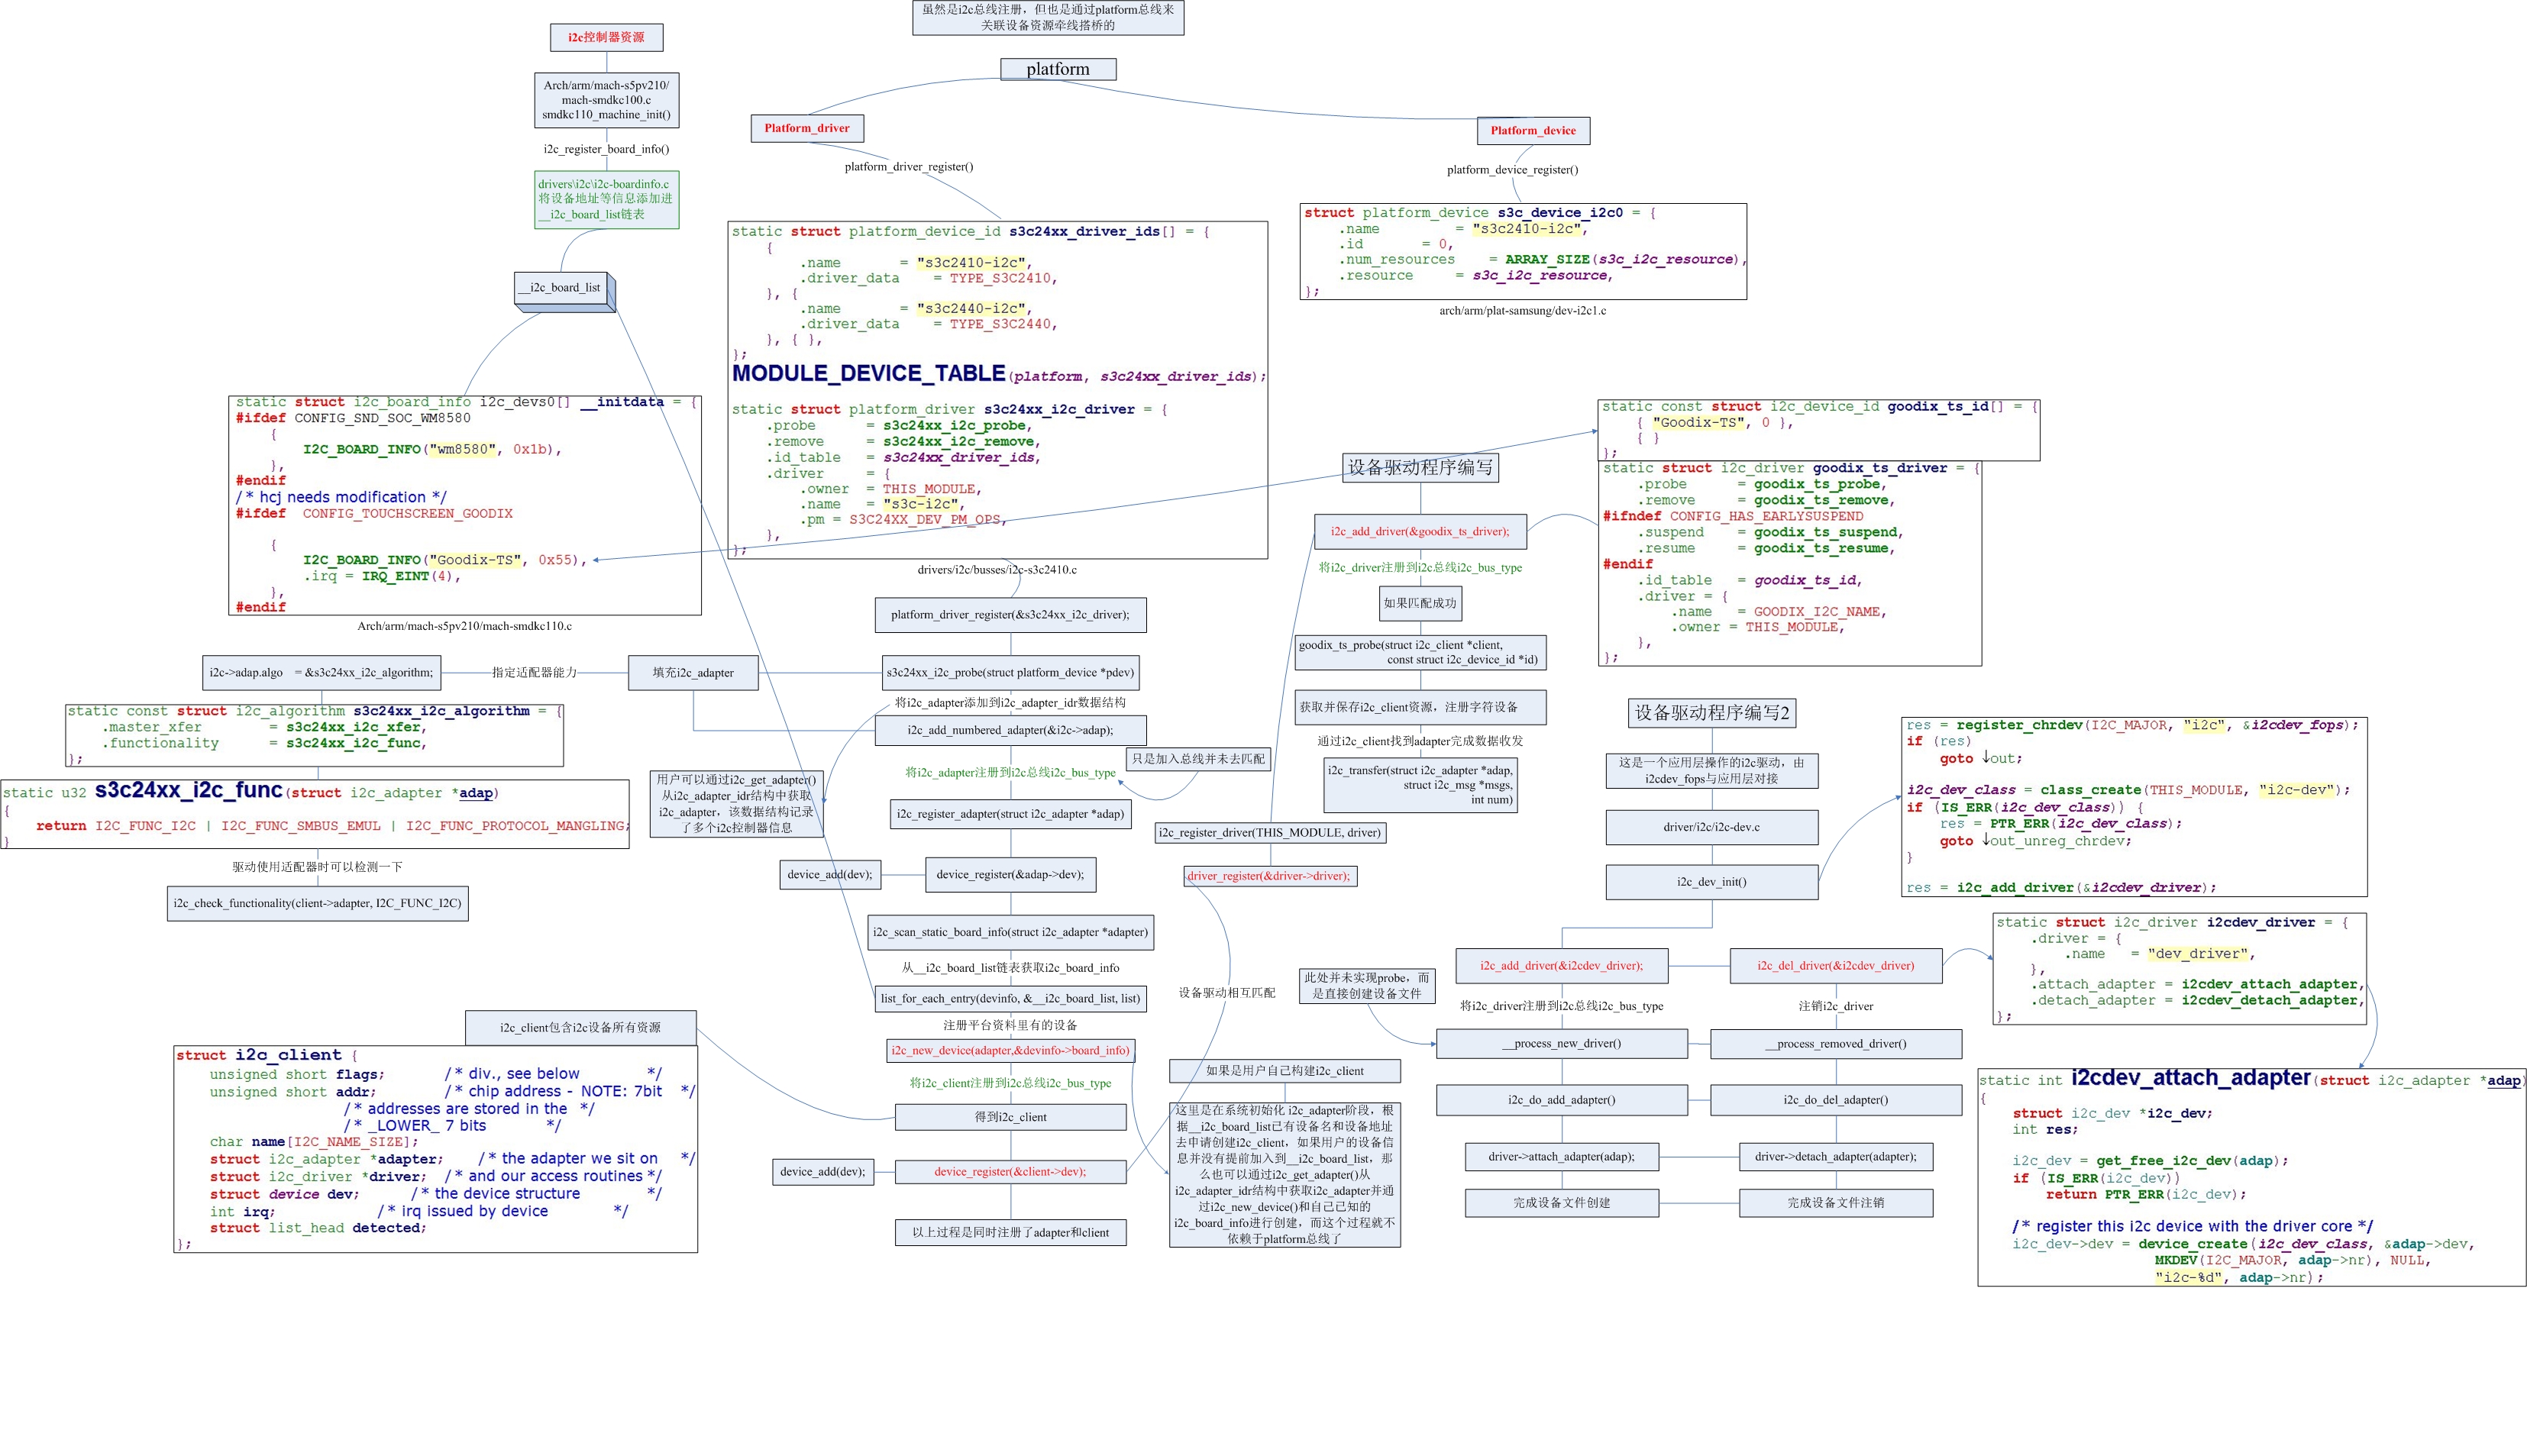 虽然是i2c总线注册，但也是通过platform总线来
关联设备资源牵线搭桥的
i2c控制器资源
Arch/arm/mach-s5pv210/
mach-smdkc100.c
smdkc110_machine_init()
i2c_register_board_info()
drivers\i2c\i2c-boardinfo.c
将设备地址等信息添加进
__i2c_board_list链表
__i2c_board_list
static struct i2c_board_info i2c_devs0[] __initdata = {
#ifdef CONFIG_SND_SOC_WM8580
{
I2C_BOARD_INFO("wm8580", 0x1b),
},
#endif
/* hcj needs modification */
#ifdef CONFIG_TOUCHSCREEN_GOODIX
{
I2C_BOARD_INFO("Goodix-TS", 0x55),
.irq = IRQ_EINT(4),
},
#endif
Arch/arm/mach-s5pv210/mach-smdkc110.c
platform
Platform_driver
platform_driver_register()
static struct platform_device_id s3c24xx_driver_ids[] = {
{
.name = "s3c2410-i2c",
.driver_data = TYPE_S3C2410,
}, {
.name = "s3c2440-i2c",
.driver_data = TYPE_S3C2440,
}, { },
};
MODULE_DEVICE_TABLE(platform, s3c24xx_driver_ids);
static struct platform_driver s3c24xx_i2c_driver = {
.probe = s3c24xx_i2c_probe,
.remove = s3c24xx_i2c_remove,
.id_table = s3c24xx_driver_ids,
.driver = {
.owner = THIS_MODULE,
.name = "s3c-i2c",
.pm = S3C24XX_DEV_PM_OPS,
},
};
drivers/i2c/busses/i2c-s3c2410.c
Platform_device
platform_device_register()
struct platform_device s3c_device_i2c0 = {
.name = "s3c2410-i2c",
.id = 0,
.num_resources = ARRAY_SIZE(s3c_i2c_resource),
.resource = s3c_i2c_resource,
};
arch/arm/plat-samsung/dev-i2c1.c
platform_driver_register(&s3c24xx_i2c_driver);
i2c->adap.algo = &s3c24xx_i2c_algorithm;
指定适配器能力
填充i2c_adapter
s3c24xx_i2c_probe(struct platform_device *pdev)
将i2c_adapter添加到i2c_adapter_idr数据结构
i2c_add_numbered_adapter(&i2c->adap);
static const struct i2c_algorithm s3c24xx_i2c_algorithm = {
.master_xfer = s3c24xx_i2c_xfer,
.functionality = s3c24xx_i2c_func,
};
static u32 s3c24xx_i2c_func(struct i2c_adapter *adap)
{
return I2C_FUNC_I2C | I2C_FUNC_SMBUS_EMUL | I2C_FUNC_PROTOCOL_MANGLING;
}
驱动使用适配器时可以检测一下
i2c_check_functionality(client->adapter, I2C_FUNC_I2C)
用户可以通过i2c_get_adapter()
从i2c_adapter_idr结构中获取
i2c_adapter，该数据结构记录
了多个i2c控制器信息
只是加入总线并未去匹配
将i2c_adapter注册到i2c总线i2c_bus_type
i2c_register_adapter(struct i2c_adapter *adap)
device_add(dev);
device_register(&adap->dev);
i2c_scan_static_board_info(struct i2c_adapter *adapter)
从__i2c_board_list链表获取i2c_board_info
list_for_each_entry(devinfo, &__i2c_board_list, list)
注册平台资料里有的设备
i2c_new_device(adapter,&devinfo->board_info)
将i2c_client注册到i2c总线i2c_bus_type
得到i2c_client
device_add(dev);
device_register(&client->dev);
以上过程是同时注册了adapter和client
i2c_client包含i2c设备所有资源
struct i2c_client {
unsigned short flags; /* div., see below */
unsigned short addr; /* chip address - NOTE: 7bit */
/* addresses are stored in the */
/* _LOWER_ 7 bits */
char name[I2C_NAME_SIZE];
struct i2c_adapter *adapter; /* the adapter we sit on */
struct i2c_driver *driver; /* and our access routines */
struct device dev; /* the device structure */
int irq; /* irq issued by device */
struct list_head detected;
};
如果是用户自己构建i2c_client
这里是在系统初始化 i2c_adapter阶段，根
据__i2c_board_list已有设备名和设备地址
去申请创建i2c_client，如果用户的设备信
息并没有提前加入到__i2c_board_list，那
么也可以通过i2c_get_adapter()从
i2c_adapter_idr结构中获取i2c_adapter并通
过i2c_new_device()和自己已知的
i2c_board_info进行创建，而这个过程就不
依赖于platform总线了
设备驱动程序编写
i2c_add_driver(&goodix_ts_driver);
将i2c_driver注册到i2c总线i2c_bus_type
如果匹配成功
goodix_ts_probe(struct i2c_client *client,
const struct i2c_device_id *id)
获取并保存i2c_client资源，注册字符设备
通过i2c_client找到adapter完成数据收发
i2c_transfer(struct i2c_adapter *adap,
struct i2c_msg *msgs,
int num)
i2c_register_driver(THIS_MODULE, driver)
driver_register(&driver->driver);
设备驱动相互匹配
static const struct i2c_device_id goodix_ts_id[] = {
{ "Goodix-TS", 0 },
{ }
};
static struct i2c_driver goodix_ts_driver = {
.probe = goodix_ts_probe,
.remove = goodix_ts_remove,
#ifndef CONFIG_HAS_EARLYSUSPEND
.suspend = goodix_ts_suspend,
.resume = goodix_ts_resume,
#endif
.id_table = goodix_ts_id,
.driver = {
.name = GOODIX_I2C_NAME,
.owner = THIS_MODULE,
},
};
设备驱动程序编写2
这是一个应用层操作的i2c驱动，由
i2cdev_fops与应用层对接
driver/i2c/i2c-dev.c
i2c_dev_init()
res = register_chrdev(I2C_MAJOR, "i2c", &i2cdev_fops);
if (res)
goto ↓out;
i2c_dev_class = class_create(THIS_MODULE, "i2c-dev");
if (IS_ERR(i2c_dev_class)) {
res = PTR_ERR(i2c_dev_class);
goto ↓out_unreg_chrdev;
}
res = i2c_add_driver(&i2cdev_driver);
此处并未实现probe，而
是直接创建设备文件
i2c_add_driver(&i2cdev_driver);
i2c_del_driver(&i2cdev_driver)
将i2c_driver注册到i2c总线i2c_bus_type
注销i2c_driver
__process_new_driver()
__process_removed_driver()
i2c_do_add_adapter()
i2c_do_del_adapter()
driver->attach_adapter(adap);
driver->detach_adapter(adapter);
完成设备文件创建
完成设备文件注销
static struct i2c_driver i2cdev_driver = {
.driver = {
.name = "dev_driver",
},
.attach_adapter = i2cdev_attach_adapter,
.detach_adapter = i2cdev_detach_adapter,
};
static int i2cdev_attach_adapter(struct i2c_adapter *adap)
{
struct i2c_dev *i2c_dev;
int res;
i2c_dev = get_free_i2c_dev(adap);
if (IS_ERR(i2c_dev))
return PTR_ERR(i2c_dev);
/* register this i2c device with the driver core */
i2c_dev->dev = device_create(i2c_dev_class, &adap->dev,
MKDEV(I2C_MAJOR, adap->nr), NULL,
"i2c-%d", adap->nr);